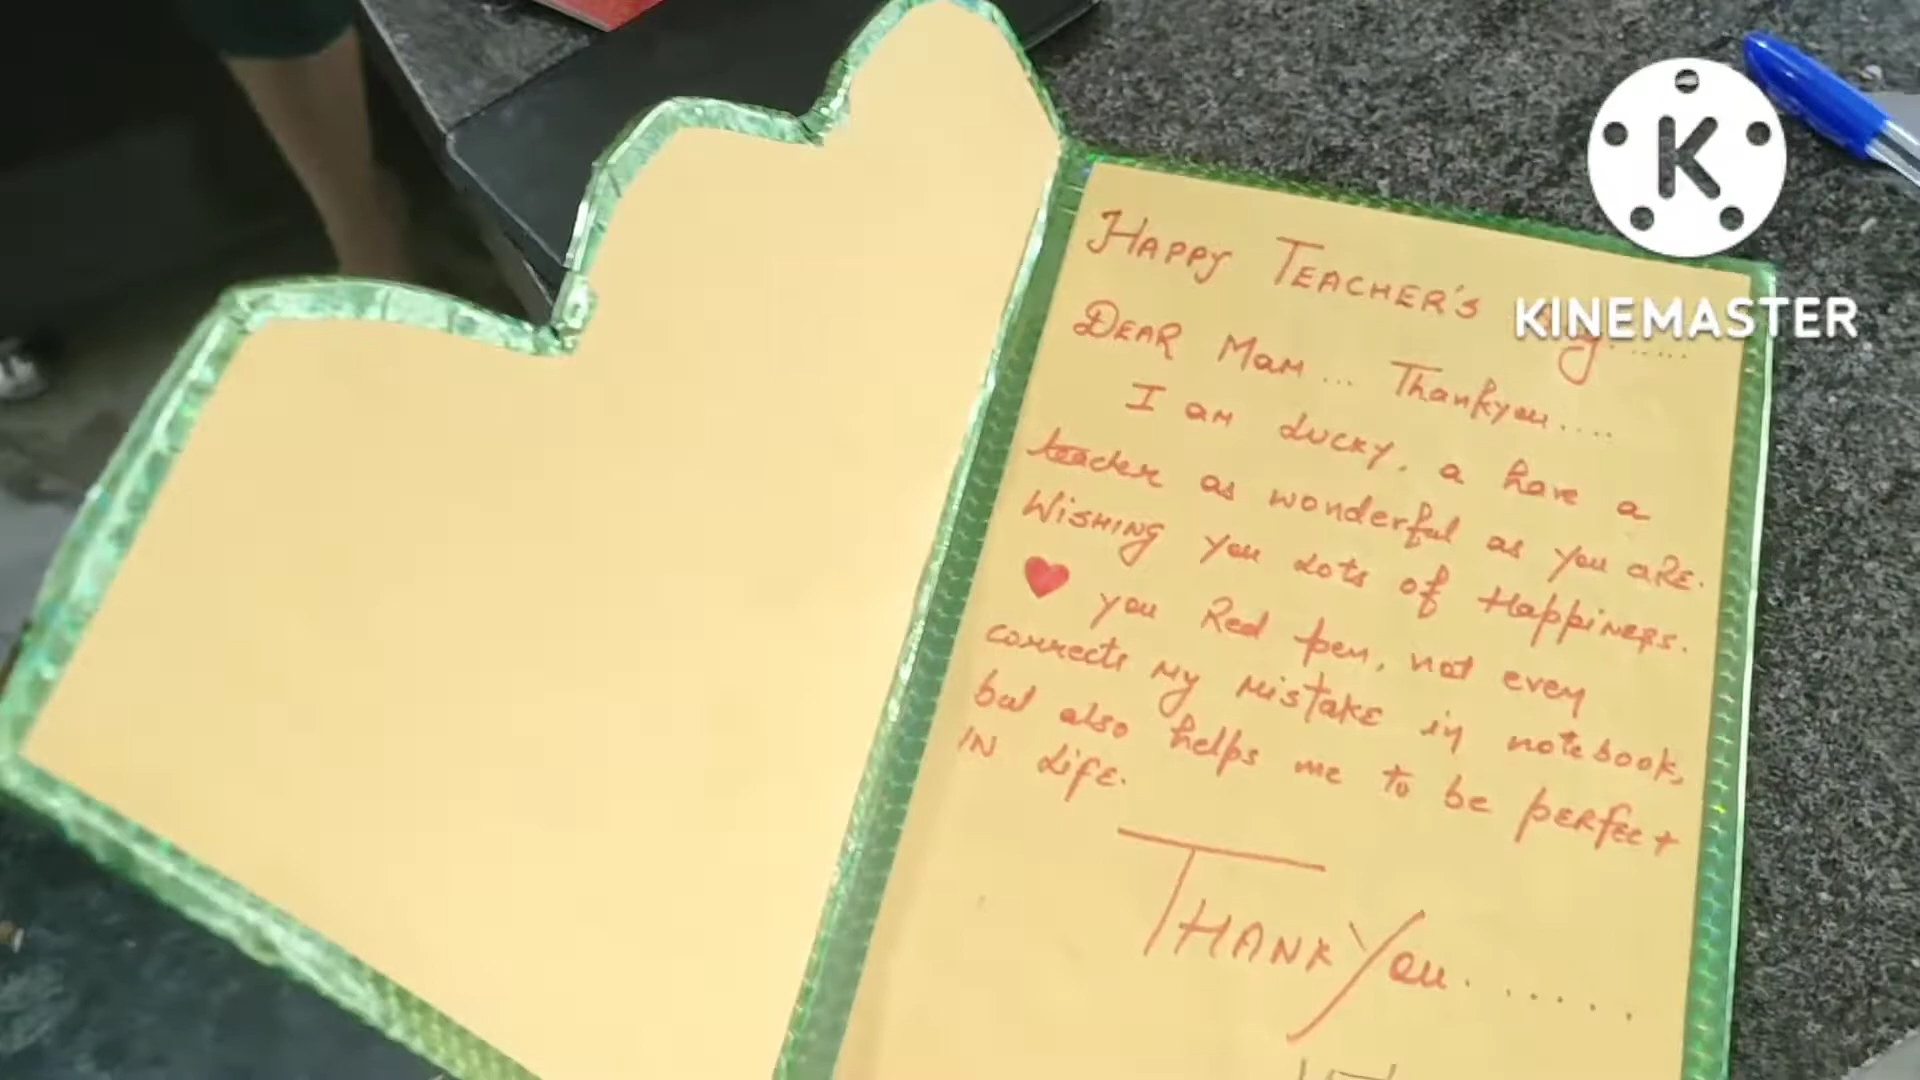 HAPPY TEACHER'S
DEAR Mam... Thankyou....
I am Lucky, a have a
teacher as wonderful as you aRE.
WisHiNg you Lots of Happiness.
❤ you Red pen, not every
corrects My Mistake in notebook,
but also helps me to be perfect
IN Life.
THANK You......
K
KINEMASTER